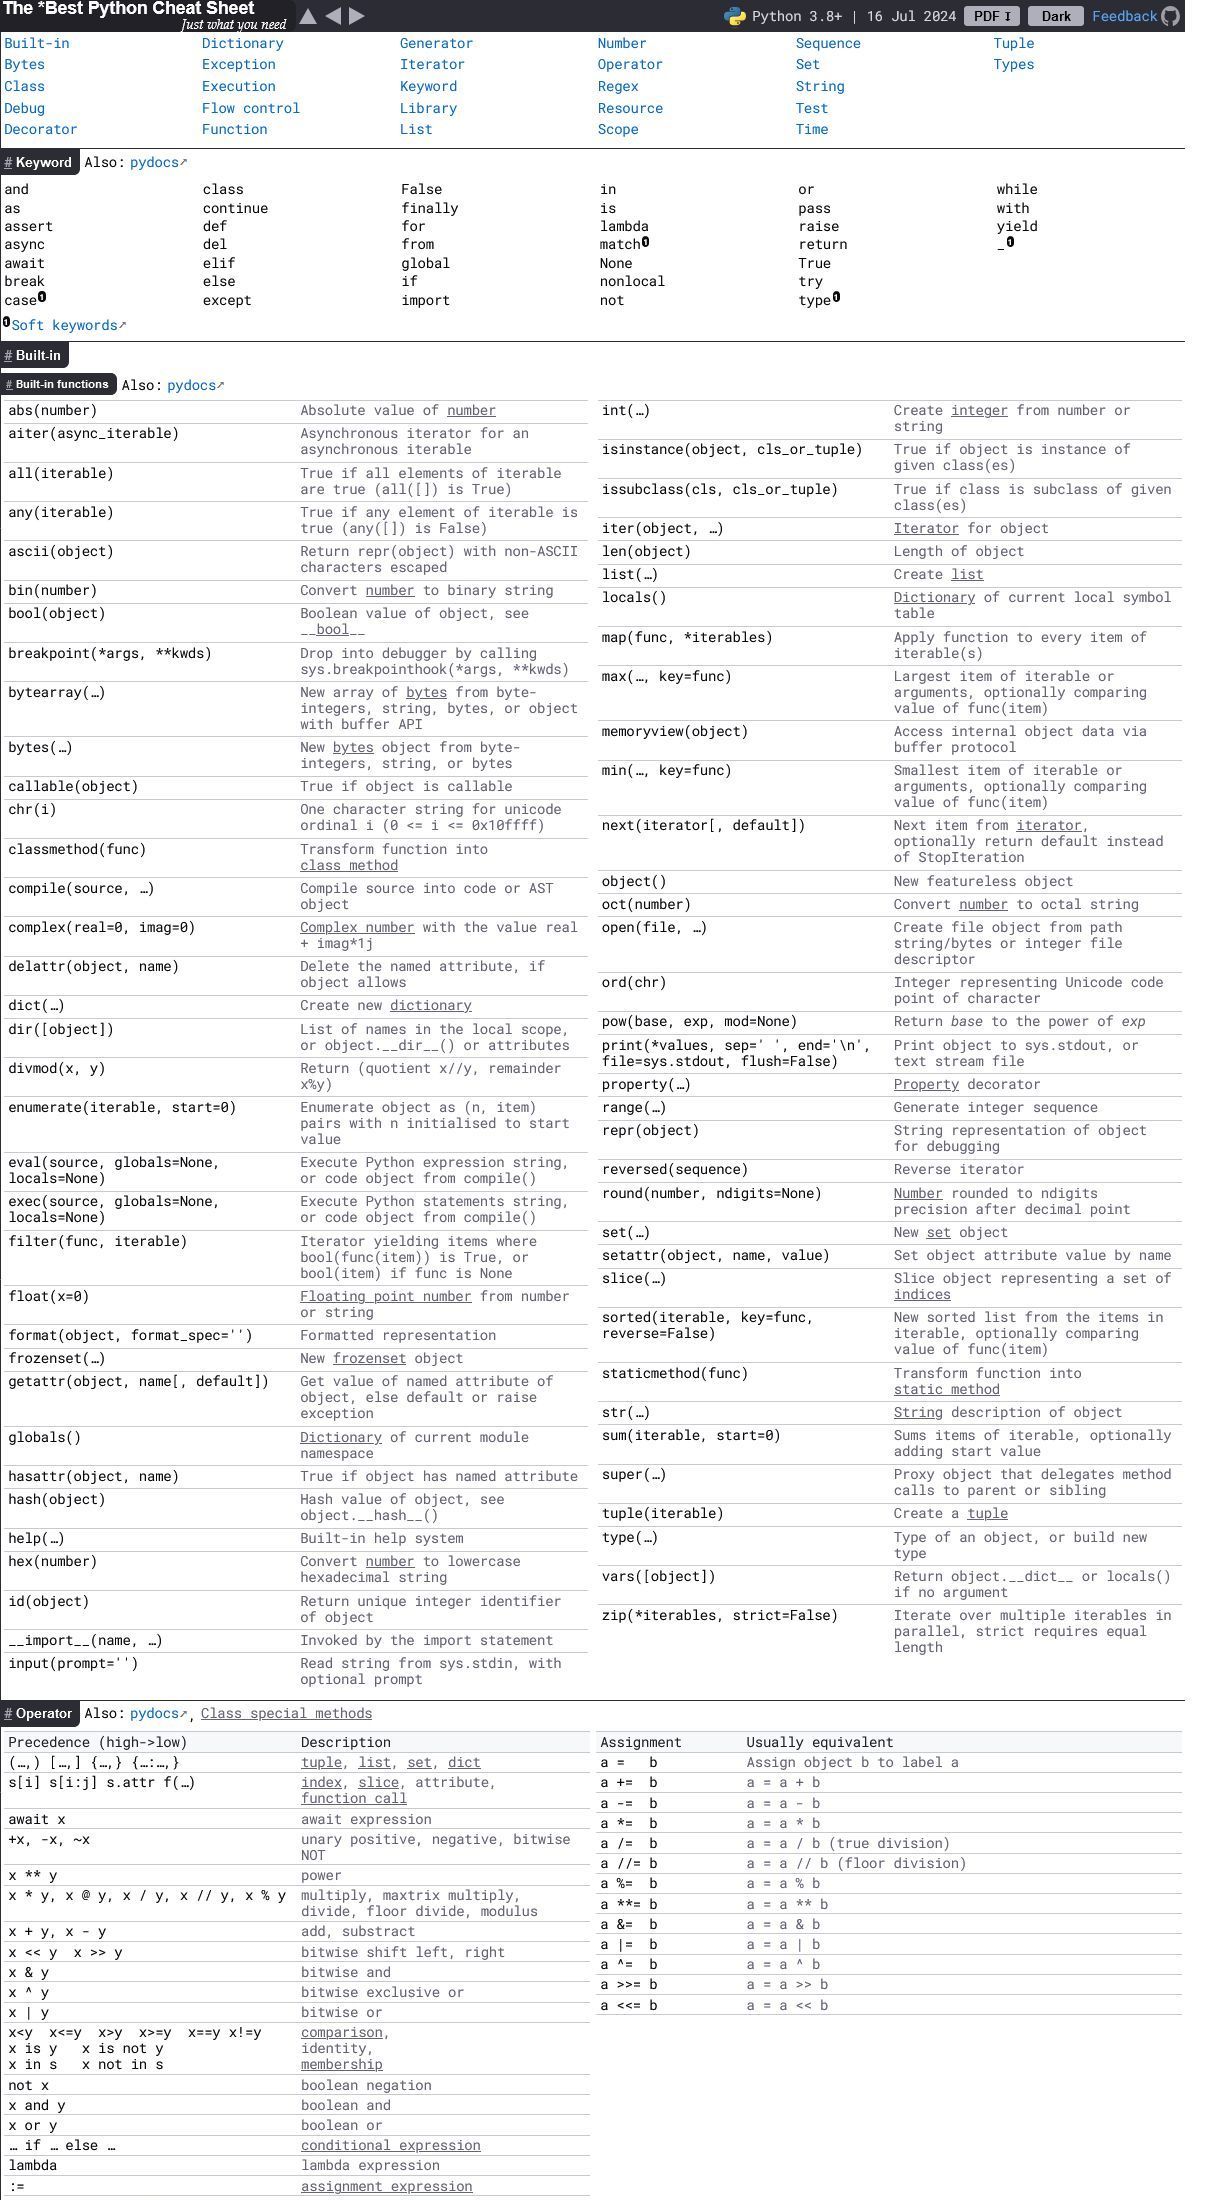 The *Best Python Cheat Sheet
Just what you need
Python 3.8+ | 16 Jul 2024 PDF I Dark Feedback
Built-in Dictionary Generator Number Sequence Tuple
Bytes Exception Iterator Operator Set Types
Class Execution Keyword Regex String
Debug Flow control Library Resource Test
Decorator Function List Scope Time
# Keyword Also: pydocs↗
and class False in or while
as continue finally is pass with
assert def for lambda raise yield
async del from match1 return _1
await elif global None True
break else if nonlocal try
case1 except import not type1
1Soft keywords↗
# Built-in
# Built-in functions Also: pydocs↗
abs(number) Absolute value of number
aiter(async_iterable) Asynchronous iterator for an
asynchronous iterable
all(iterable) True if all elements of iterable
are true (all([]) is True)
any(iterable) True if any element of iterable is
true (any([]) is False)
ascii(object) Return repr(object) with non-ASCII
characters escaped
bin(number) Convert number to binary string
bool(object) Boolean value of object, see
__bool__
breakpoint(*args, **kwds) Drop into debugger by calling
sys.breakpointhook(*args, **kwds)
bytearray(…) New array of bytes from byte-
integers, string, bytes, or object
with buffer API
bytes(…) New bytes object from byte-
integers, string, or bytes
callable(object) True if object is callable
chr(i) One character string for unicode
ordinal i (0 <= i <= 0x10ffff)
classmethod(func) Transform function into
class method
compile(source, …) Compile source into code or AST
object
complex(real=0, imag=0) Complex number with the value real
+ imag*1j
delattr(object, name) Delete the named attribute, if
object allows
dict(…) Create new dictionary
dir([object]) List of names in the local scope,
or object.__dir__() or attributes
divmod(x, y) Return (quotient x//y, remainder
x%y)
enumerate(iterable, start=0) Enumerate object as (n, item)
pairs with n initialised to start
value
eval(source, globals=None, Execute Python expression string,
locals=None) or code object from compile()
exec(source, globals=None, Execute Python statements string,
locals=None) or code object from compile()
filter(func, iterable) Iterator yielding items where
bool(func(item)) is True, or
bool(item) if func is None
float(x=0) Floating point number from number
or string
format(object, format_spec='') Formatted representation
frozenset(…) New frozenset object
getattr(object, name[, default]) Get value of named attribute of
object, else default or raise
exception
globals() Dictionary of current module
namespace
hasattr(object, name) True if object has named attribute
hash(object) Hash value of object, see
object.__hash__()
help(…) Built-in help system
hex(number) Convert number to lowercase
hexadecimal string
id(object) Return unique integer identifier
of object
__import__(name, …) Invoked by the import statement
input(prompt='') Read string from sys.stdin, with
optional prompt
int(…) Create integer from number or
string
isinstance(object, cls_or_tuple) True if object is instance of
given class(es)
issubclass(cls, cls_or_tuple) True if class is subclass of given
class(es)
iter(object, …) Iterator for object
len(object) Length of object
list(…) Create list
locals() Dictionary of current local symbol
table
map(func, *iterables) Apply function to every item of
iterable(s)
max(…, key=func) Largest item of iterable or
arguments, optionally comparing
value of func(item)
memoryview(object) Access internal object data via
buffer protocol
min(…, key=func) Smallest item of iterable or
arguments, optionally comparing
value of func(item)
next(iterator[, default]) Next item from iterator,
optionally return default instead
of StopIteration
object() New featureless object
oct(number) Convert number to octal string
open(file, …) Create file object from path
string/bytes or integer file
descriptor
ord(chr) Integer representing Unicode code
point of character
pow(base, exp, mod=None) Return base to the power of exp
print(*values, sep=' ', end='\n', Print object to sys.stdout, or
file=sys.stdout, flush=False) text stream file
property(…) Property decorator
range(…) Generate integer sequence
repr(object) String representation of object
for debugging
reversed(sequence) Reverse iterator
round(number, ndigits=None) Number rounded to ndigits
precision after decimal point
set(…) New set object
setattr(object, name, value) Set object attribute value by name
slice(…) Slice object representing a set of
indices
sorted(iterable, key=func, New sorted list from the items in
reverse=False) iterable, optionally comparing
value of func(item)
staticmethod(func) Transform function into
static method
str(…) String description of object
sum(iterable, start=0) Sums items of iterable, optionally
adding start value
super(…) Proxy object that delegates method
calls to parent or sibling
tuple(iterable) Create a tuple
type(…) Type of an object, or build new
type
vars([object]) Return object.__dict__ or locals()
if no argument
zip(*iterables, strict=False) Iterate over multiple iterables in
parallel, strict requires equal
length
# Operator Also: pydocs↗, Class special methods
Precedence (high->low) Description
(…,) […,] {…,} {…:…,} tuple, list, set, dict
s[i] s[i:j] s.attr f(…) index, slice, attribute,
function call
await x await expression
+x, -x, ~x unary positive, negative, bitwise
NOT
x ** y power
x * y, x @ y, x / y, x // y, x % y multiply, maxtrix multiply,
divide, floor divide, modulus
x + y, x - y add, substract
x << y x >> y bitwise shift left, right
x & y bitwise and
x ^ y bitwise exclusive or
x | y bitwise or
x<y x<=y x>y x>=y x==y x!=y comparison,
x is y x is not y identity,
x in s x not in s membership
not x boolean negation
x and y boolean and
x or y boolean or
… if … else … conditional expression
lambda lambda expression
:= assignment expression
Assignment Usually equivalent
a = b Assign object b to label a
a += b a = a + b
a -= b a = a - b
a *= b a = a * b
a /= b a = a / b (true division)
a //= b a = a // b (floor division)
a %= b a = a % b
a **= b a = a ** b
a &= b a = a & b
a |= b a = a | b
a ^= b a = a ^ b
a >>= b a = a >> b
a <<= b a = a << b